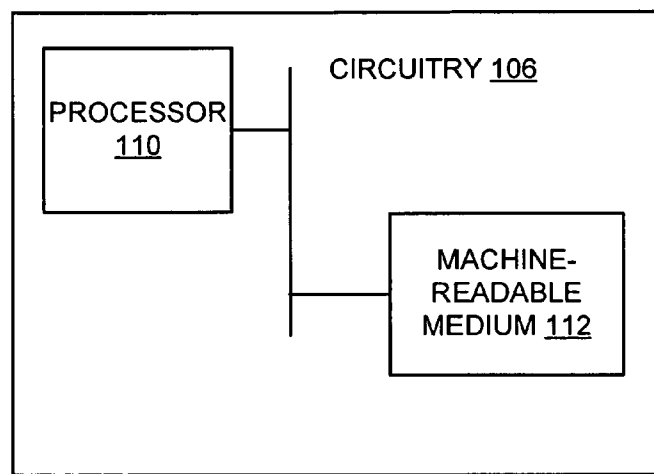 CIRCUITRY 106
PROCESSOR
110
MACHINE-
READABLE
MEDIUM 112